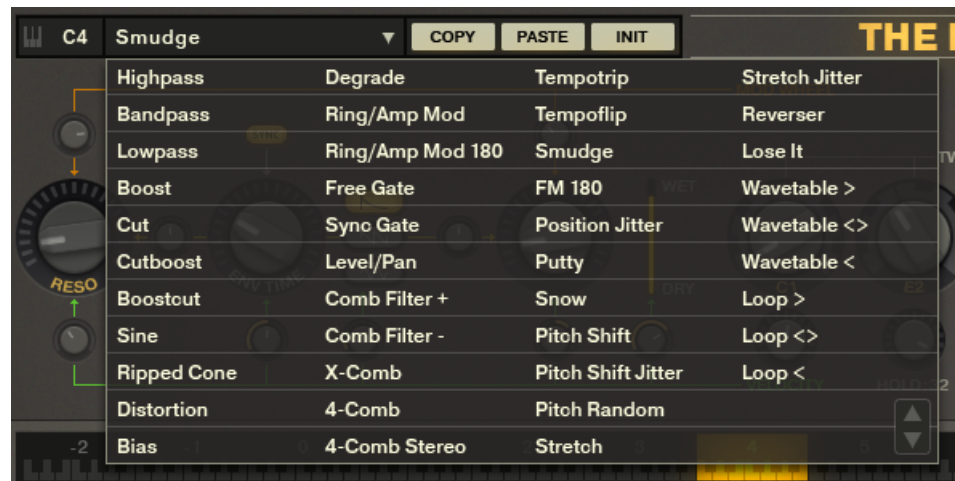 C4 Smudge COPY PASTE INIT THE
Highpass Degrade Tempotrip Stretch Jitter
Bandpass Ring/Amp Mod Tempoflip Reverser
SYNC
Lowpass Ring/Amp Mod 180 Smudge Lose It
Boost Free Gate FM 180 Wavetable >
WET
Cut Sync Gate Position Jitter Wavetable <>
Cutboost Level/Pan Putty Wavetable <
RESO ENV TIME DRY C1 E2
Boostcut Comb Filter + Snow Loop >
Sine Comb Filter - Pitch Shift Loop <>
Ripped Cone X-Comb Pitch Shift Jitter Loop <
Distortion 4-Comb Pitch Random
Bias 4-Comb Stereo Stretch
-2 -1 0 2 3 4 5